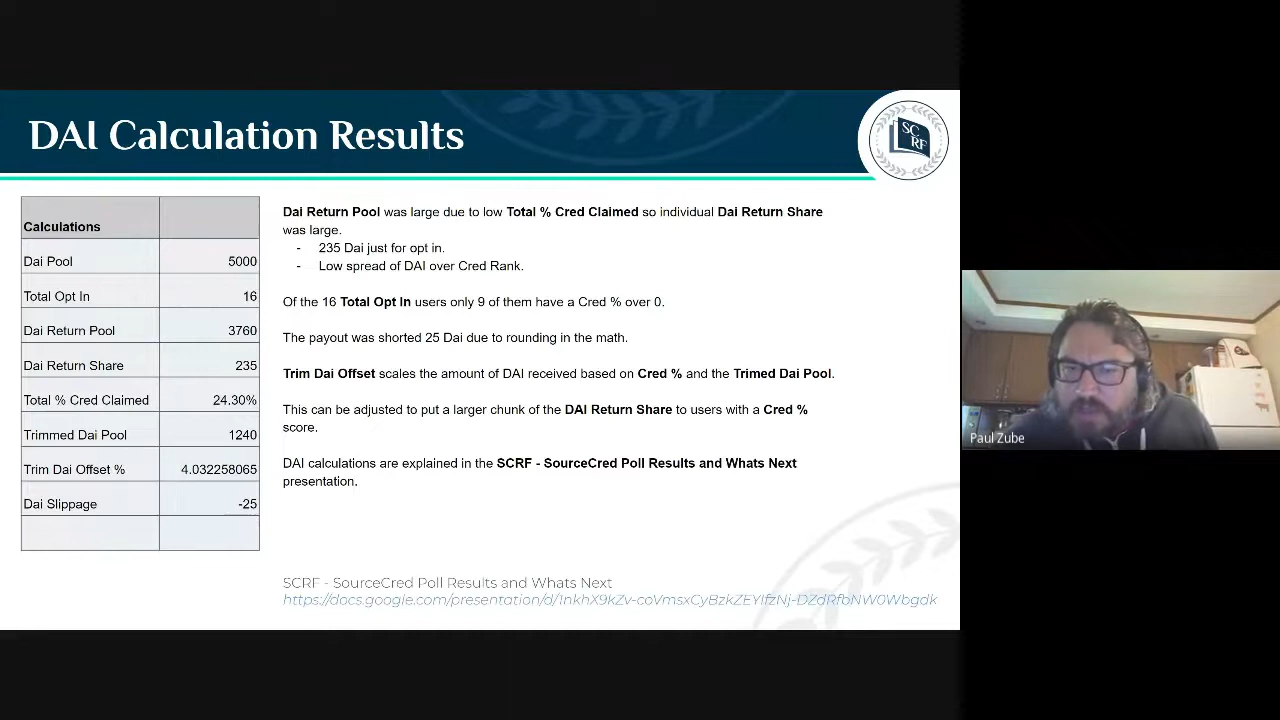 DAI Calculation Results
SC
RF
Calculations
Dai Pool 5000
Total Opt In 16
Dai Return Pool 3760
Dai Return Share 235
Total % Cred Claimed 24.30%
Trimmed Dai Pool 1240
Trim Dai Offset % 4.032258065
Dai Slippage -25
Dai Return Pool was large due to low Total % Cred Claimed so individual Dai Return Share
was large.
- 235 Dai just for opt in.
- Low spread of DAI over Cred Rank.
Of the 16 Total Opt In users only 9 of them have a Cred % over 0.
The payout was shorted 25 Dai due to rounding in the math.
Trim Dai Offset scales the amount of DAI received based on Cred % and the Trimed Dai Pool.
This can be adjusted to put a larger chunk of the DAI Return Share to users with a Cred %
score.
DAI calculations are explained in the SCRF - SourceCred Poll Results and Whats Next
presentation.
SCRF - SourceCred Poll Results and Whats Next
Paul Zube